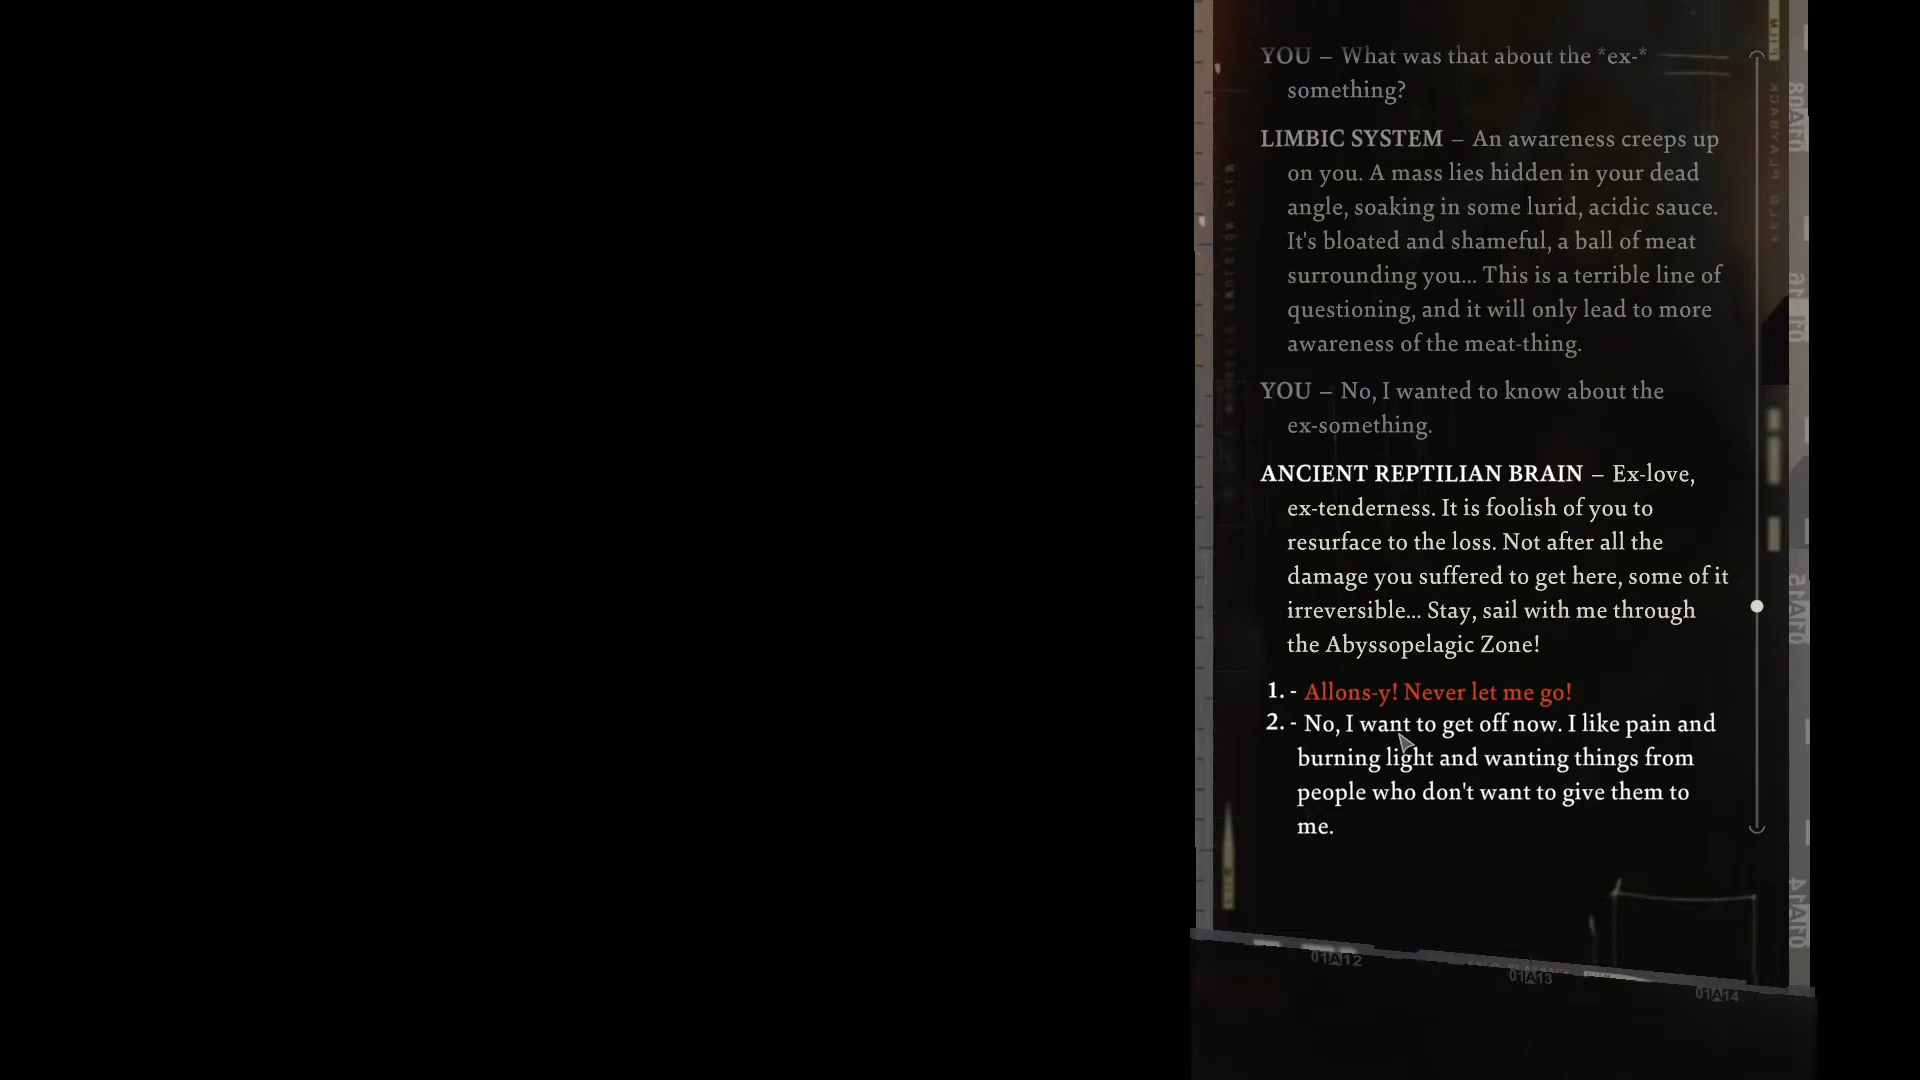 YOU – What was that about the *ex-*
something?
LIMBIC SYSTEM – An awareness creeps up
on you. A mass lies hidden in your dead
angle, soaking in some lurid, acidic sauce.
It's bloated and shameful, a ball of meat
surrounding you... This is a terrible line of
questioning, and it will only lead to more
awareness of the meat-thing.
YOU – No, I wanted to know about the
ex-something.
ANCIENT REPTILIAN BRAIN – Ex-love,
ex-tenderness. It is foolish of you to
resurface to the loss. Not after all the
damage you suffered to get here, some of it
irreversible... Stay, sail with me through
the Abyssopelagic Zone!
1. - Allons-y! Never let me go!
2. - No, I want to get off now. I like pain and
burning light and wanting things from
people who don't want to give them to
me.
01A12
01A13
01A14